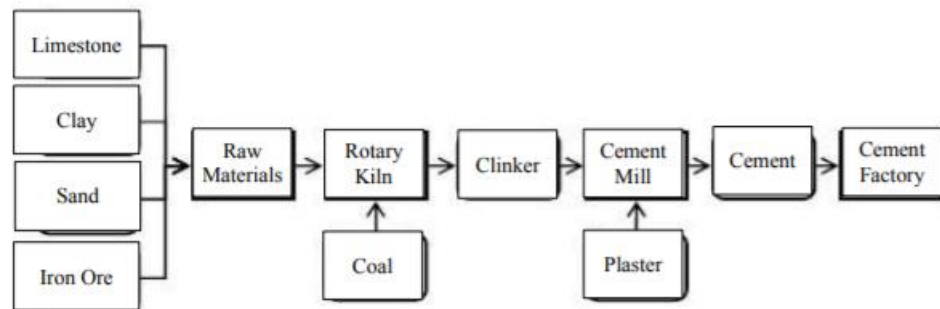 Limestone
Clay
Sand
Iron Ore
Raw
Materials
Rotary
Kiln
Coal
Clinker
Cement
Mill
Plaster
Cement
Cement
Factory